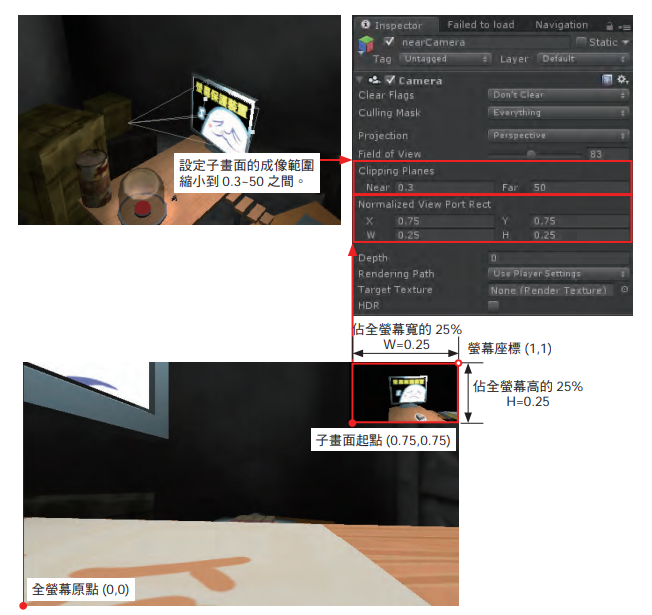 警急保護裝置
設定子畫面的成像範圍
縮小到 0.3~50 之間。
Inspector
Failed to load
Navigation
nearCamera
Static
Tag Untagged
Layer Default
Camera
Clear Flags Don't Clear
Culling Mask Everything
Projection Perspective
Field of View 83
Clipping Planes
Near 0.3 Far 50
Normalized View Port Rect
X 0.75 Y 0.75
W 0.25 H 0.25
Depth 0
Rendering Path Use Player Settings
Target Texture None (Render Texture)
HDR
佔全螢幕寬的 25%
W=0.25
螢幕座標 (1,1)
佔全螢幕高的 25%
H=0.25
子畫面起點 (0.75,0.75)
全螢幕原點 (0,0)